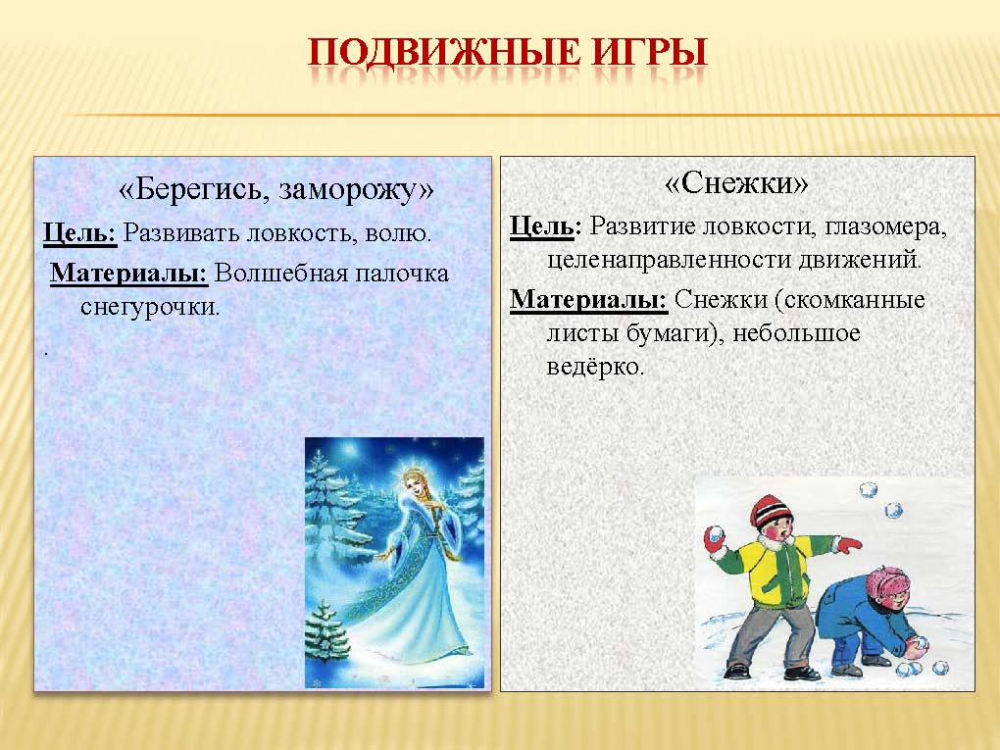 ПОДВИЖНЫЕ ИГРЫ
«Берегись, заморожу»
Цель: Развивать ловкость, волю.
Материалы: Волшебная палочка
снегурочки.
.
«Снежки»
Цель: Развитие ловкости, глазомера,
целенаправленности движений.
Материалы: Снежки (скомканные
листы бумаги), небольшое
ведёрко.